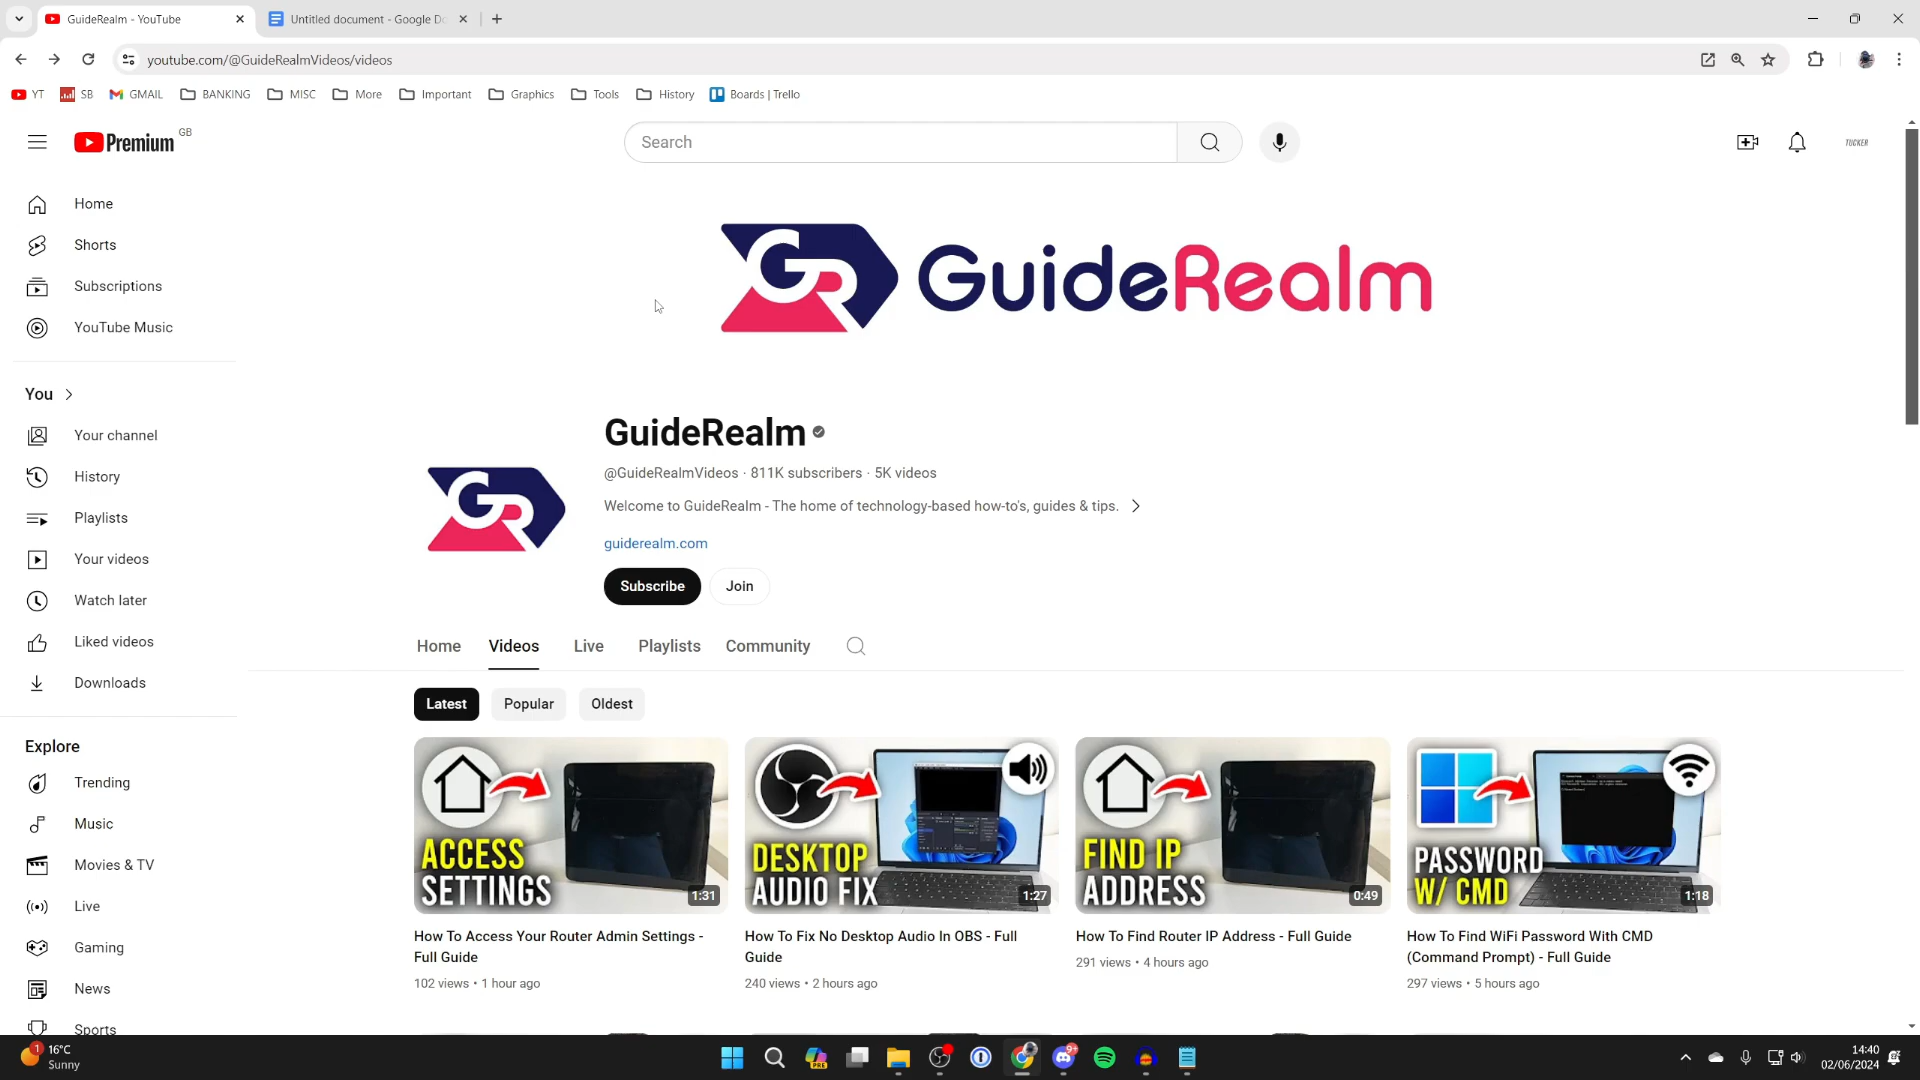 GuideRealm - YouTube
Untitled document - Google Do
youtube.com/@GuideRealmVideos/videos
YT SB GMAIL BANKING MISC More Important Graphics Tools History Boards | Trello
Premium GB
Search
TUCKER
Home
Shorts
Subscriptions
YouTube Music
You
Your channel
History
Playlists
Your videos
Watch later
Liked videos
Downloads
Explore
Trending
Music
Movies & TV
Live
Gaming
News
Sports
GR GuideRealm
GR
GuideRealm
@GuideRealmVideos · 811K subscribers · 5K videos
Welcome to GuideRealm - The home of technology-based how-to's, guides & tips.
guiderealm.com
Subscribe Join
Home Videos Live Playlists Community
Latest Popular Oldest
ACCESS
SETTINGS
1:31
How To Access Your Router Admin Settings -
Full Guide
102 views • 1 hour ago
DESKTOP
AUDIO FIX
1:27
How To Fix No Desktop Audio In OBS - Full
Guide
240 views • 2 hours ago
FIND IP
ADDRESS
0:49
How To Find Router IP Address - Full Guide
291 views • 4 hours ago
PASSWORD
W/ CMD
1:18
How To Find WiFi Password With CMD
(Command Prompt) - Full Guide
297 views • 5 hours ago
1
16°C
Sunny
PRE
9+
14:40
02/06/2024